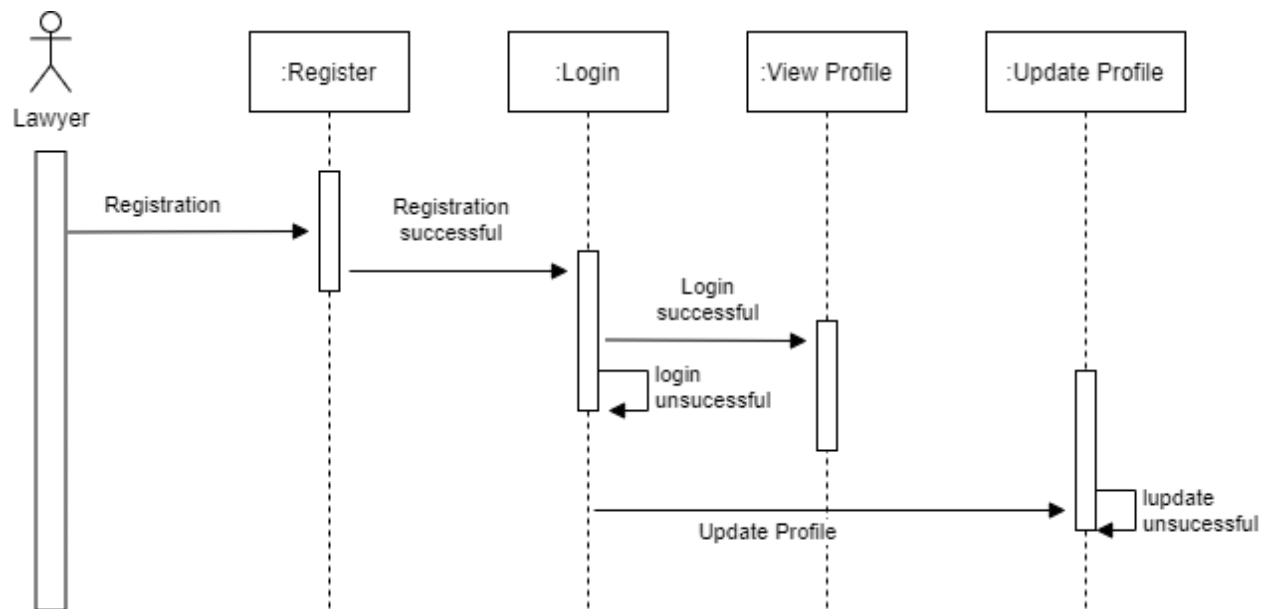 Lawyer
:Register
:Login
:View Profile
:Update Profile
Registration
Registration
successful
Login
successful
login
unsucessful
Update Profile
lupdate
unsucessful